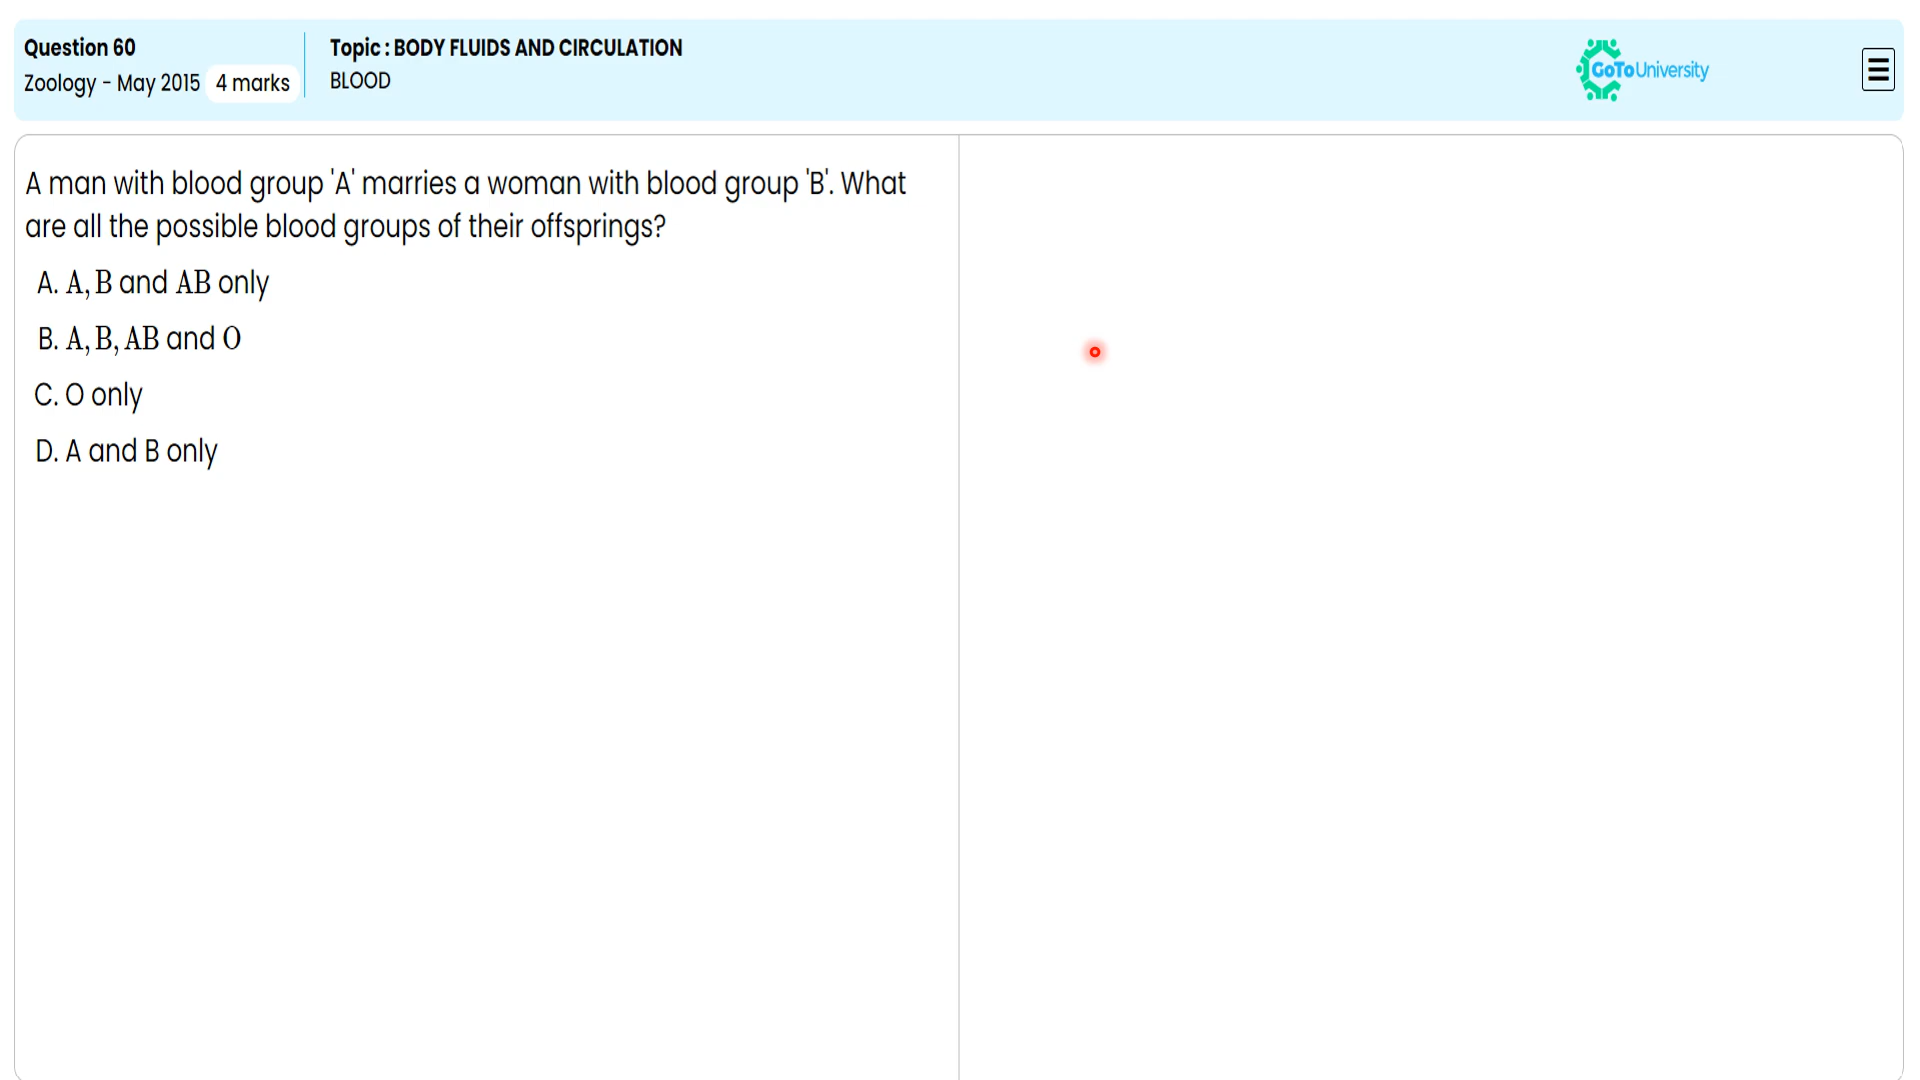 Question 60
Zoology - May 2015 4 marks
Topic : BODY FLUIDS AND CIRCULATION
BLOOD
GoToUniversity
A man with blood group 'A' marries a woman with blood group 'B'. What
are all the possible blood groups of their offsprings?
A. A, B and AB only
B. A, B, AB and O
C. O only
D. A and B only